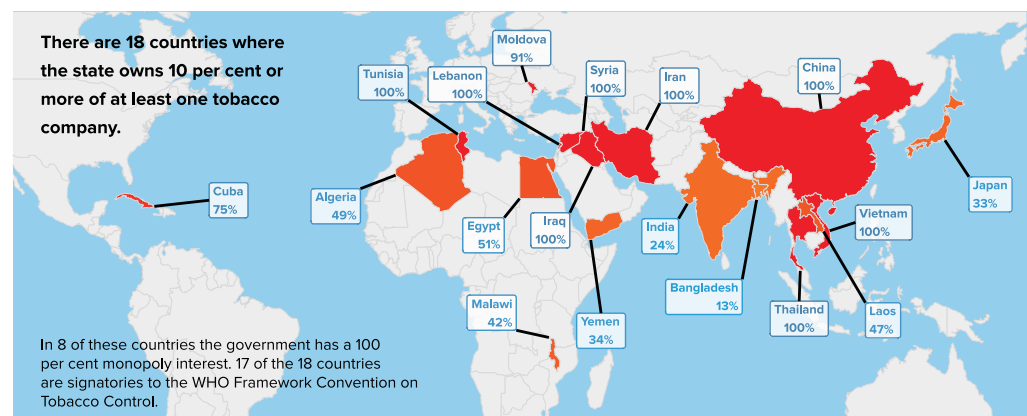 There are 18 countries where
the state owns 10 per cent or
more of at least one tobacco
company.
Moldova
91%
Tunisia
100%
Lebanon
100%
Syria
100%
Iran
100%
China
100%
Cuba
75%
Algeria
49%
Egypt
51%
Iraq
100%
India
24%
Japan
33%
Vietnam
100%
Bangladesh
13%
Thailand
100%
Laos
47%
Malawi
42%
Yemen
34%
In 8 of these countries the government has a 100
per cent monopoly interest. 17 of the 18 countries
are signatories to the WHO Framework Convention on
Tobacco Control.